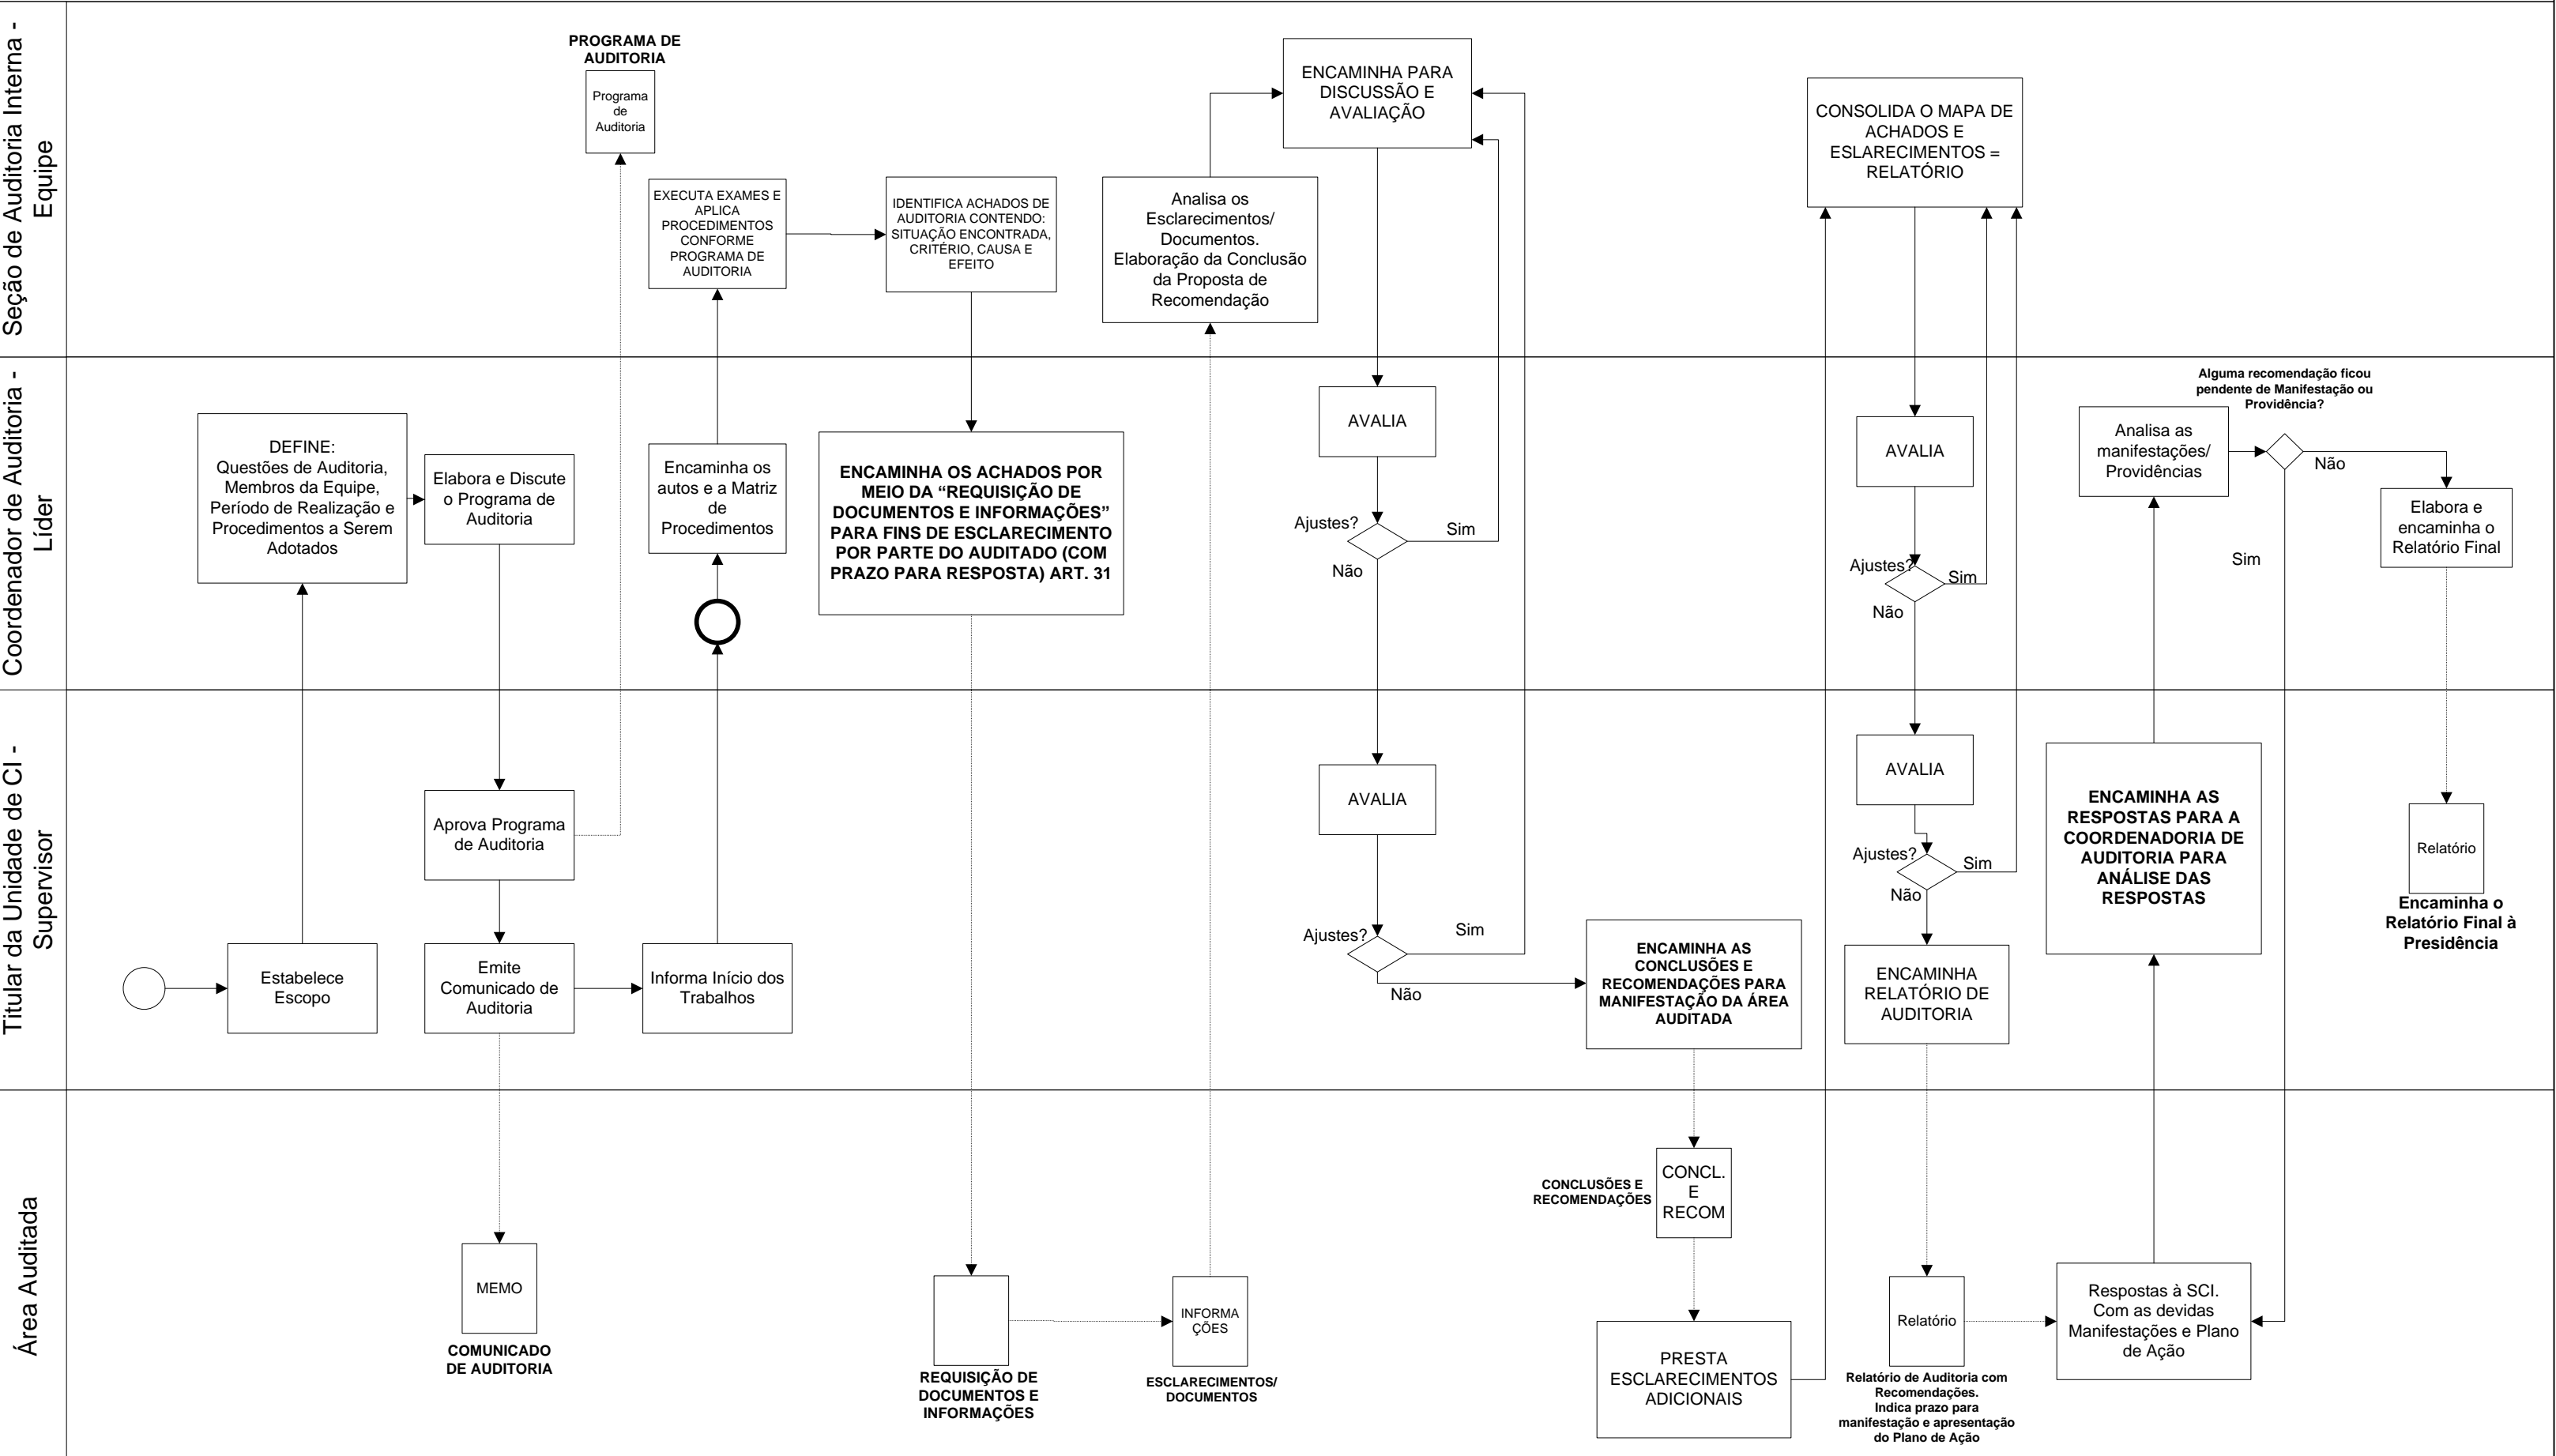 Seção de Auditoria Interna -
Equipe
PROGRAMA DE
AUDITORIA
Programa
de
Auditoria
EXECUTA EXAMES E
APLICA
PROCEDIMENTOS
CONFORME
PROGRAMA DE
AUDITORIA
IDENTIFICA ACHADOS DE
AUDITORIA CONTENDO:
SITUAÇÃO ENCONTRADA,
CRITÉRIO, CAUSA E
EFEITO
Analisa os
Esclarecimentos/
Documentos.
Elaboração da Conclusão
da Proposta de
Recomendação
ENCAMINHA PARA
DISCUSSÃO E
AVALIAÇÃO
CONSOLIDA O MAPA DE
ACHADOS E
ESLARECIMENTOS =
RELATÓRIO
Coordenador de Auditoria -
Líder
DEFINE:
Questões de Auditoria,
Membros da Equipe,
Período de Realização e
Procedimentos a Serem
Adotados
Elabora e Discute
o Programa de
Auditoria
Encaminha os
autos e a Matriz
de
Procedimentos
ENCAMINHA OS ACHADOS POR
MEIO DA “REQUISIÇÃO DE
DOCUMENTOS E INFORMAÇÕES”
PARA FINS DE ESCLARECIMENTO
POR PARTE DO AUDITADO (COM
PRAZO PARA RESPOSTA) ART. 31
AVALIA
Ajustes?
Sim
Não
AVALIA
Ajustes?
Sim
Não
Analisa as
manifestações/
Providências
Alguma recomendação ficou
pendente de Manifestação ou
Providência?
Não
Sim
Elabora e
encaminha o
Relatório Final
Titular da Unidade de CI -
Supervisor
Estabelece
Escopo
Aprova Programa
de Auditoria
Emite
Comunicado de
Auditoria
Informa Início dos
Trabalhos
AVALIA
Ajustes?
Sim
Não
ENCAMINHA AS
CONCLUSÕES E
RECOMENDAÇÕES PARA
MANIFESTAÇÃO DA ÁREA
AUDITADA
AVALIA
Ajustes?
Sim
Não
ENCAMINHA
RELATÓRIO DE
AUDITORIA
ENCAMINHA AS
RESPOSTAS PARA A
COORDENADORIA DE
AUDITORIA PARA
ANÁLISE DAS
RESPOSTAS
Relatório
Encaminha o
Relatório Final à
Presidência
Área Auditada
MEMO
COMUNICADO
DE AUDITORIA
REQUISIÇÃO DE
DOCUMENTOS E
INFORMAÇÕES
INFORMA
ÇÕES
ESCLARECIMENTOS/
DOCUMENTOS
CONCLUSÕES E
RECOMENDAÇÕES
CONCL.
E
RECOM
PRESTA
ESCLARECIMENTOS
ADICIONAIS
Relatório
Relatório de Auditoria com
Recomendações.
Indica prazo para
manifestação e apresentação
do Plano de Ação
Respostas à SCI.
Com as devidas
Manifestações e Plano
de Ação